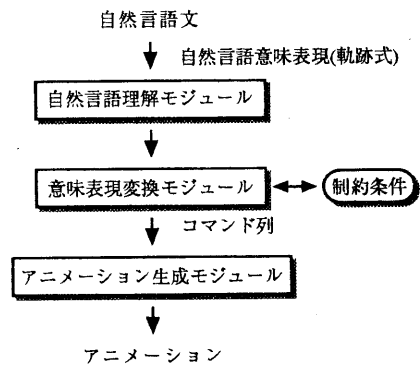 自然言語文
自然言語意味表現(軌跡式)
自然言語理解モジュール
意味表現変換モジュール
制約条件
コマンド列
アニメーション生成モジュール
アニメーション